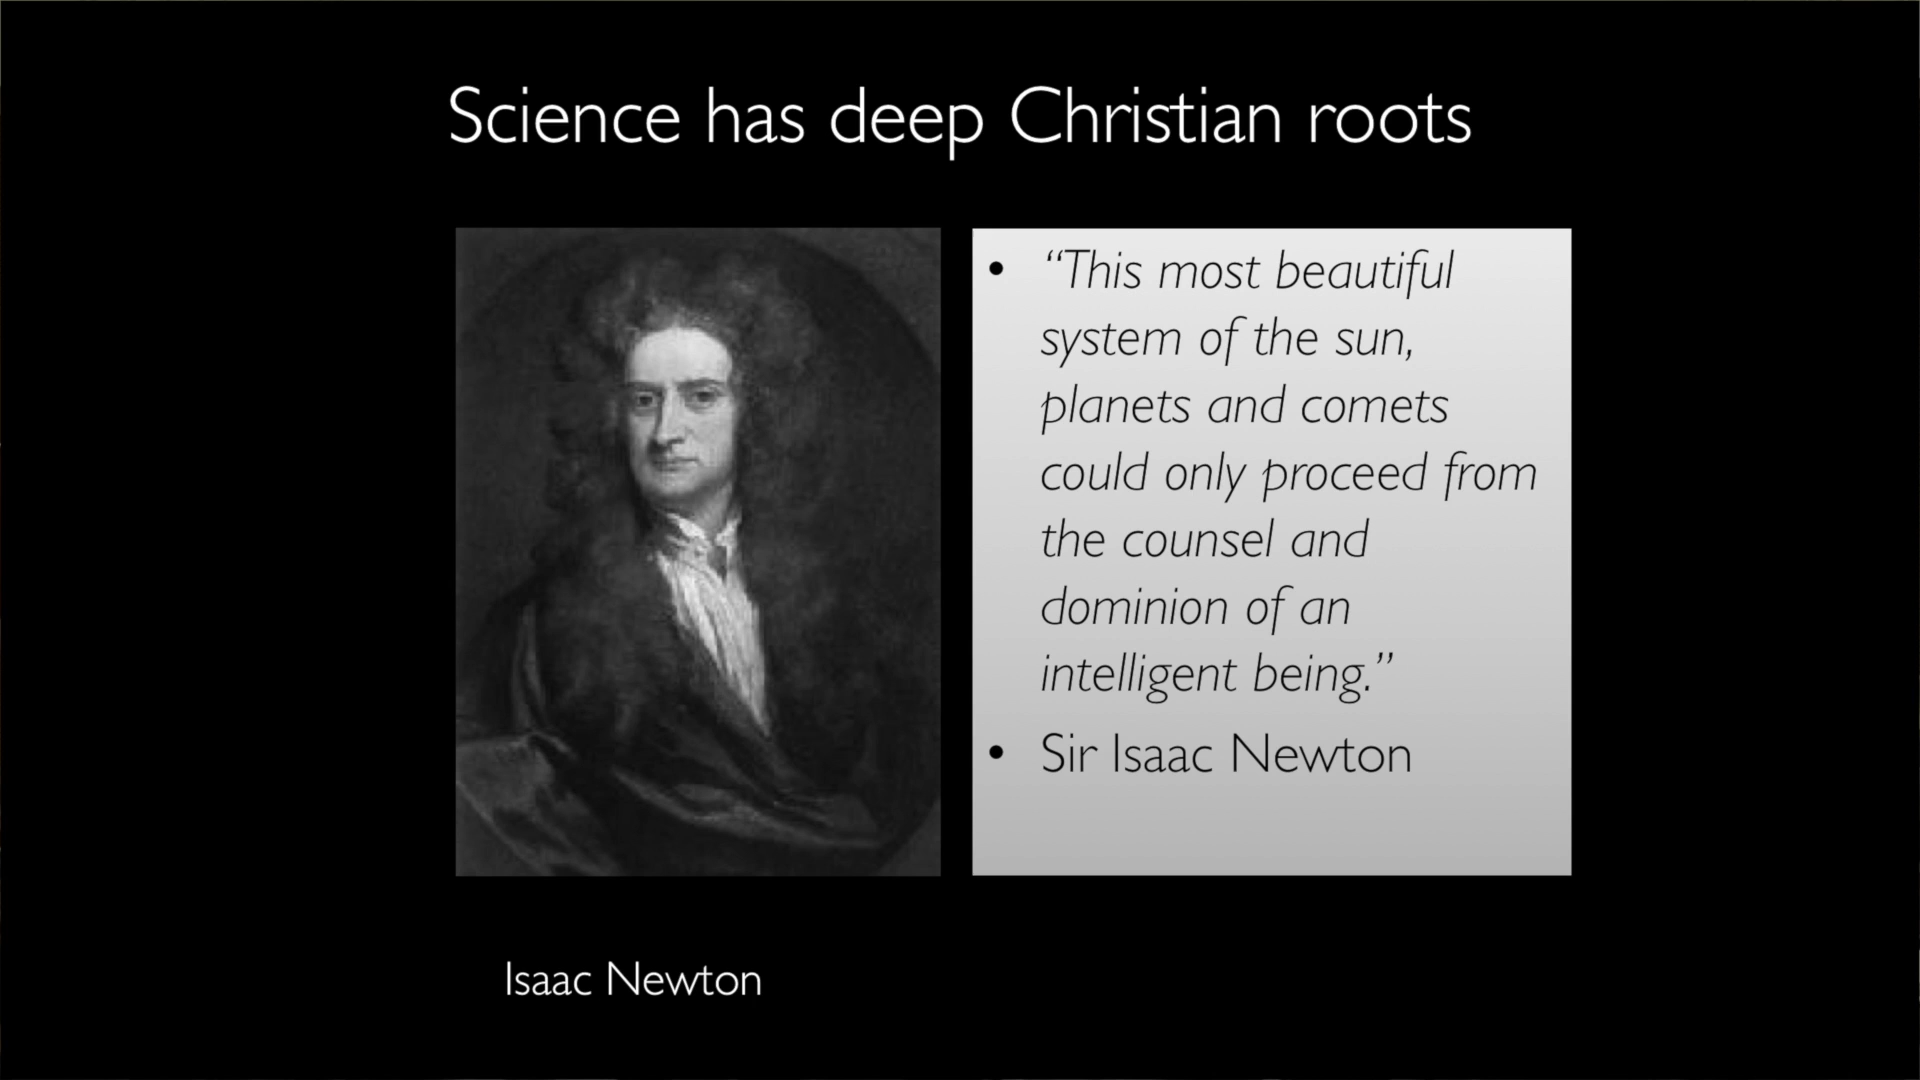 Science has deep Christian roots
• “This most beautiful
system of the sun,
planets and comets
could only proceed from
the counsel and
dominion of an
intelligent being.”
• Sir Isaac Newton
Isaac Newton